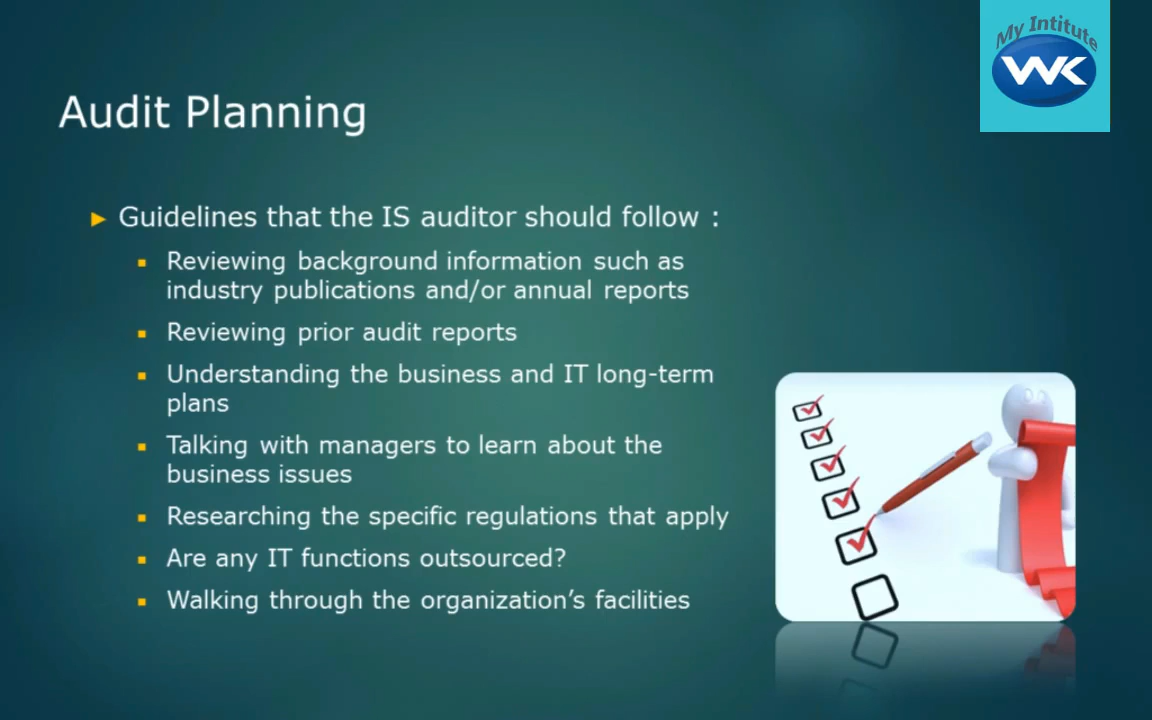 My Intitute
WK
Audit Planning
Guidelines that the IS auditor should follow :
Reviewing background information such as
industry publications and/or annual reports
Reviewing prior audit reports
Understanding the business and IT long-term
plans
Talking with managers to learn about the
business issues
Researching the specific regulations that apply
Are any IT functions outsourced?
Walking through the organization’s facilities